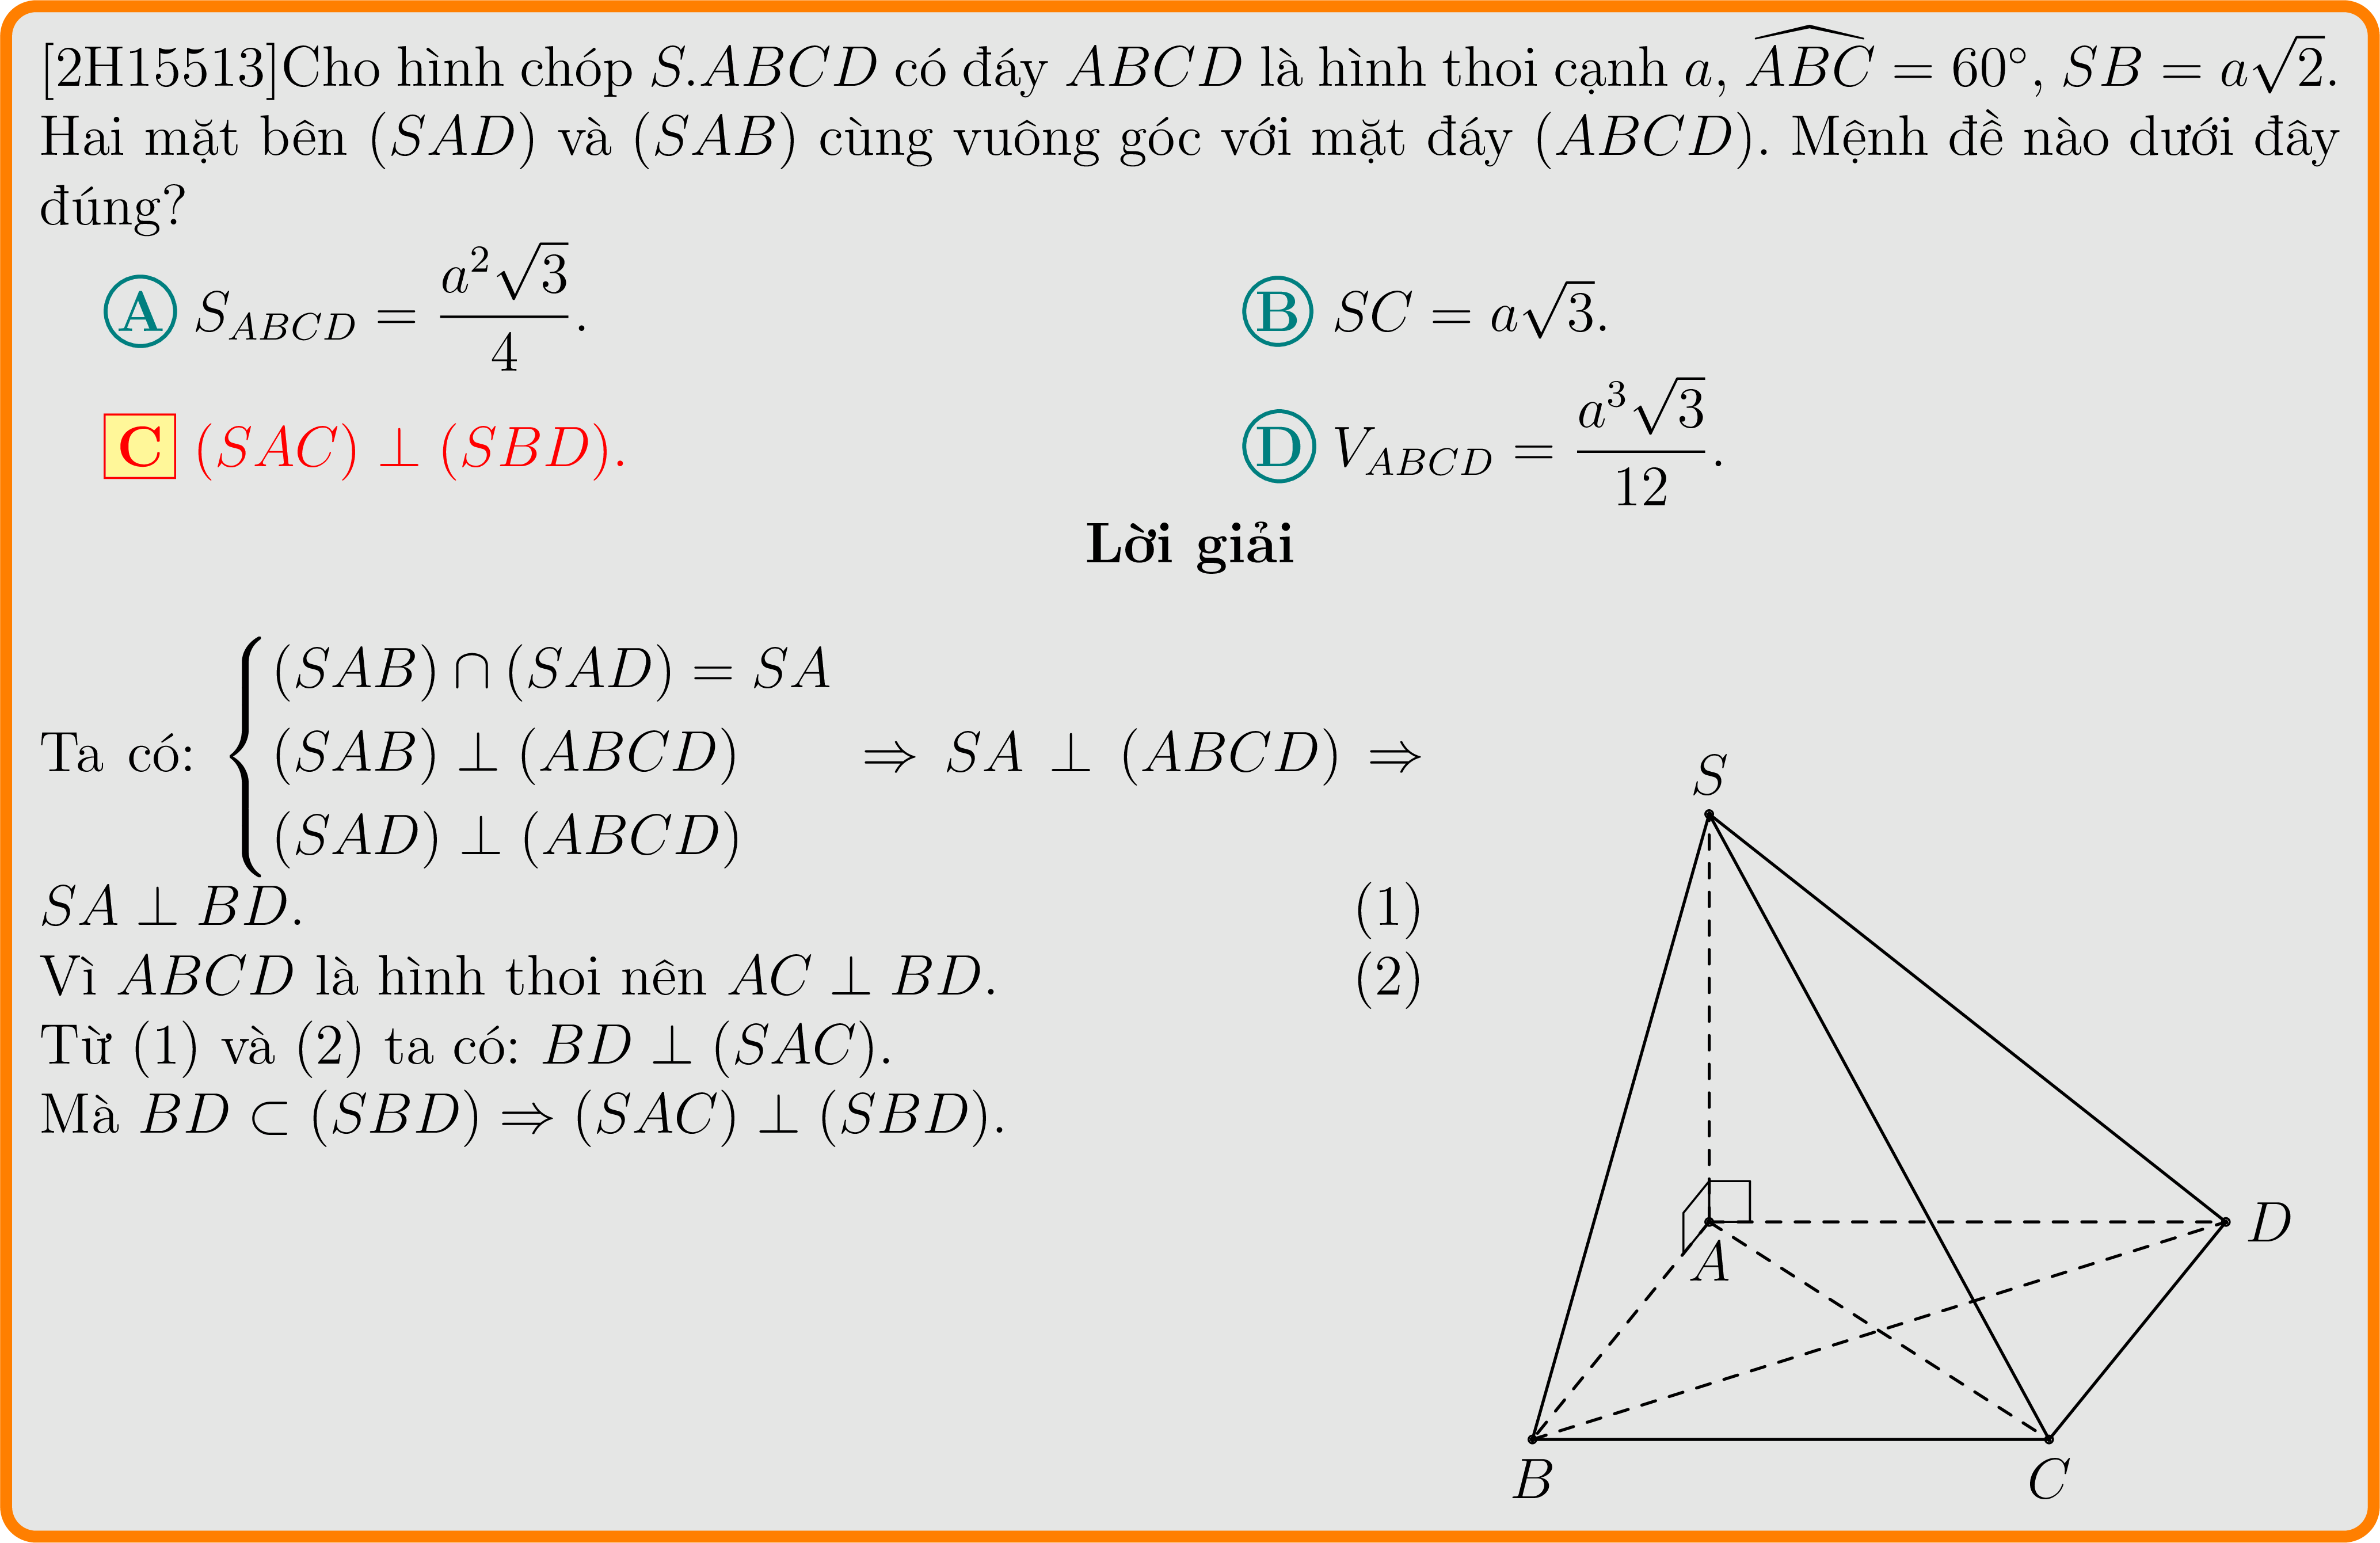 [2H15513]Cho hình chóp $S.ABCD$ có đáy $ABCD$ là hình thoi cạnh $a$, $\widehat{ABC} = 60^\circ$, $SB = a\sqrt{2}$.
Hai mặt bên $(SAD)$ và $(SAB)$ cùng vuông góc với mặt đáy $(ABCD)$. Mệnh đề nào dưới đây
đúng?
A $S_{ABCD} = \dfrac{a^2\sqrt{3}}{4}$. B $SC = a\sqrt{3}$.
C $(SAC) \perp (SBD)$. D $V_{ABCD} = \dfrac{a^3\sqrt{3}}{12}$.
Lời giải
Ta có: $\begin{cases} (SAB) \cap (SAD) = SA \\ (SAB) \perp (ABCD) \\ (SAD) \perp (ABCD) \end{cases} \Rightarrow SA \perp (ABCD) \Rightarrow$
$SA \perp BD$. (1)
Vì $ABCD$ là hình thoi nên $AC \perp BD$. (2)
Từ (1) và (2) ta có: $BD \perp (SAC)$.
Mà $BD \subset (SBD) \Rightarrow (SAC) \perp (SBD)$.
S
A
D
B
C